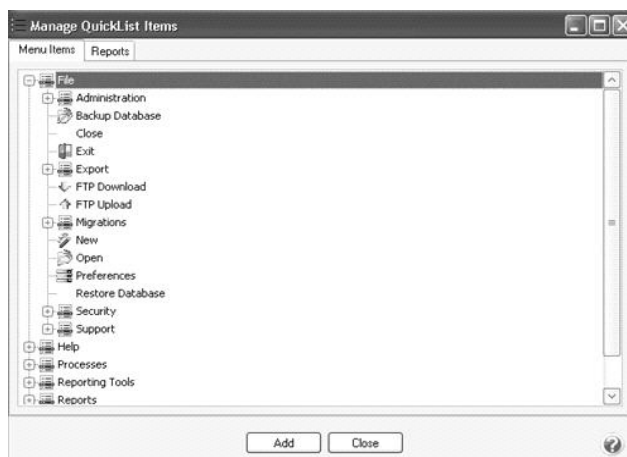 Manage QuickList Items
Menu Items Reports
File
Administration
Backup Database
Close
Exit
Export
FTP Download
FTP Upload
Migrations
New
Open
Preferences
Restore Database
Security
Support
Help
Processes
Reporting Tools
Reports
Add Close